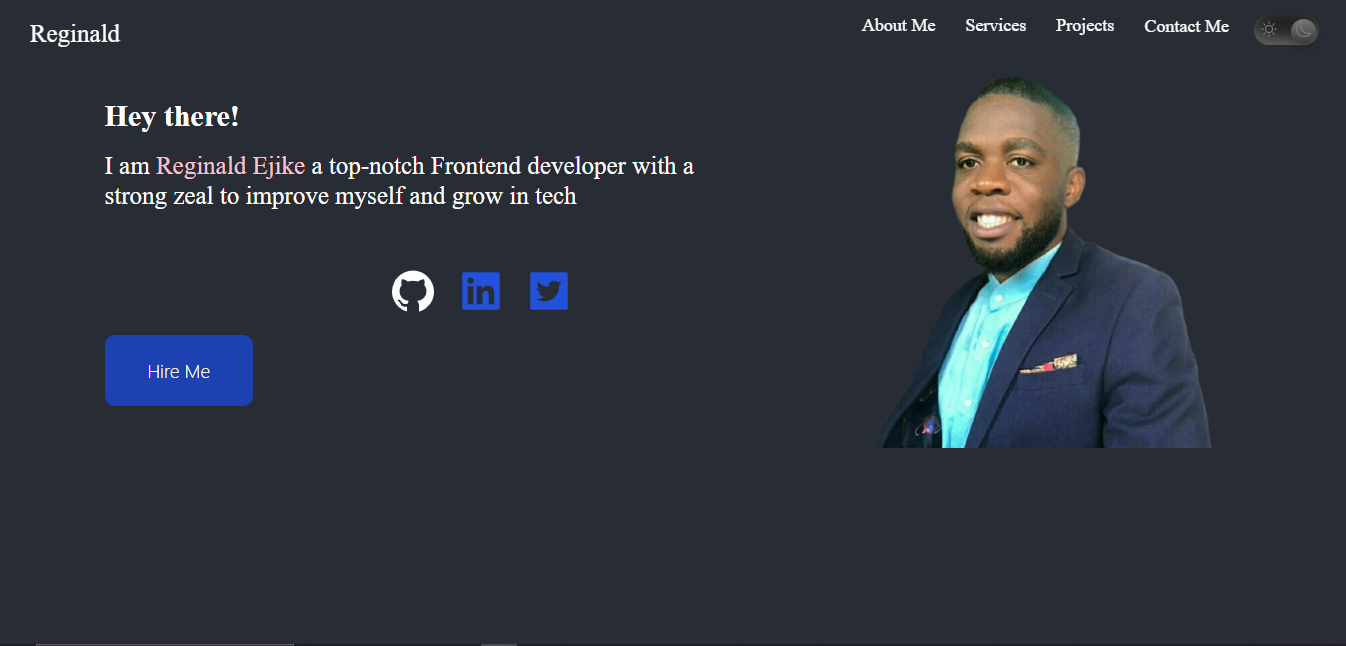 Reginald
About Me Services Projects Contact Me
Hey there!
I am Reginald Ejike a top-notch Frontend developer with a
strong zeal to improve myself and grow in tech
in
Hire Me